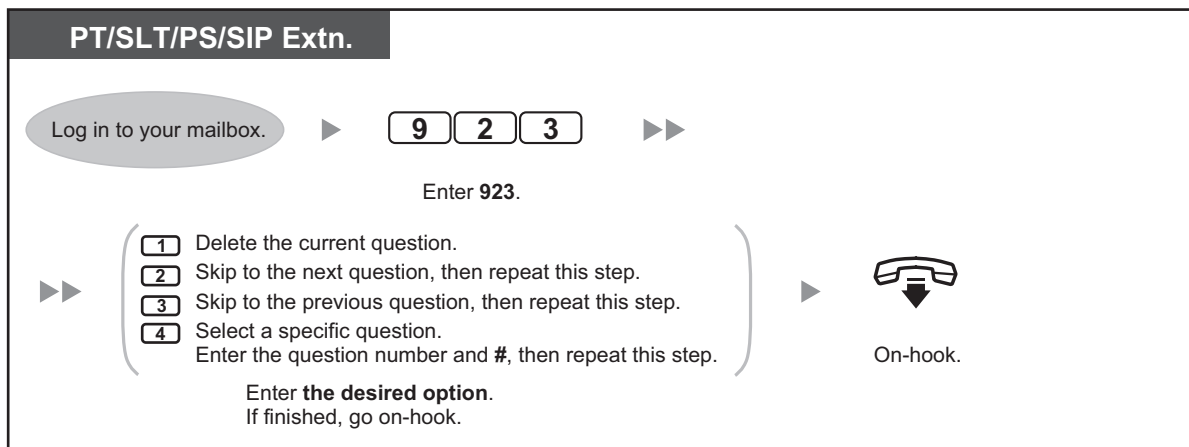 PT/SLT/PS/SIP Extn.
Log in to your mailbox.
9 2 3
Enter 923.
1 Delete the current question.
2 Skip to the next question, then repeat this step.
3 Skip to the previous question, then repeat this step.
4 Select a specific question.
Enter the question number and #, then repeat this step.
Enter the desired option.
If finished, go on-hook.
On-hook.